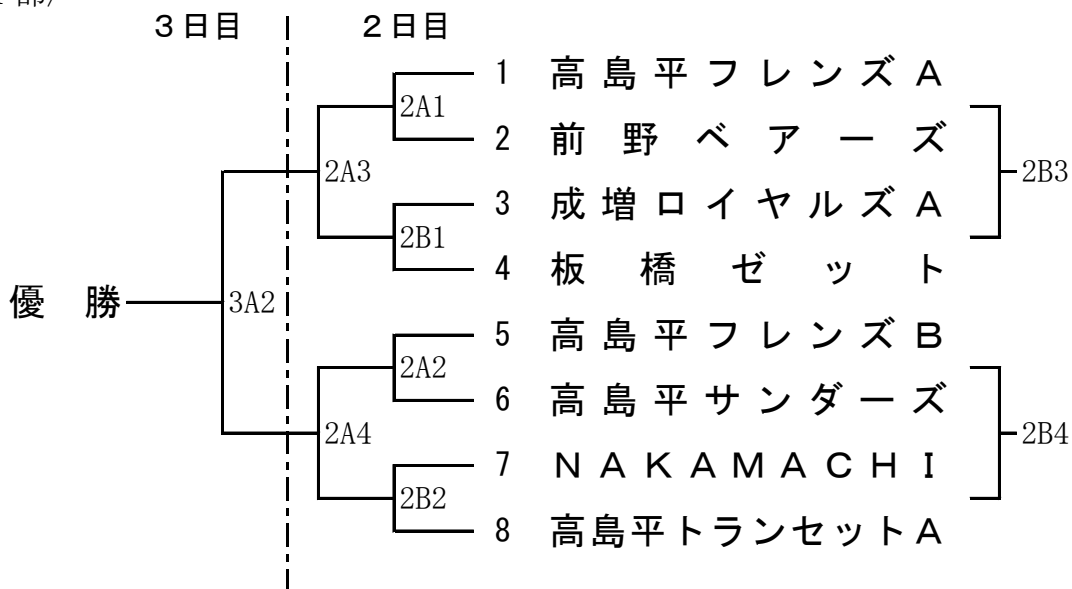 3日目 2日目
1 高島平フレンズA
2A1
2 前野ベアーズ
2A3 2B3
3 成増ロイヤルズA
2B1
4 板橋ゼット
優勝 3A2
5 高島平フレンズB
2A2
6 高島平サンダーズ
2A4 2B4
7 NAKAMACHI
2B2
8 高島平トランセットA